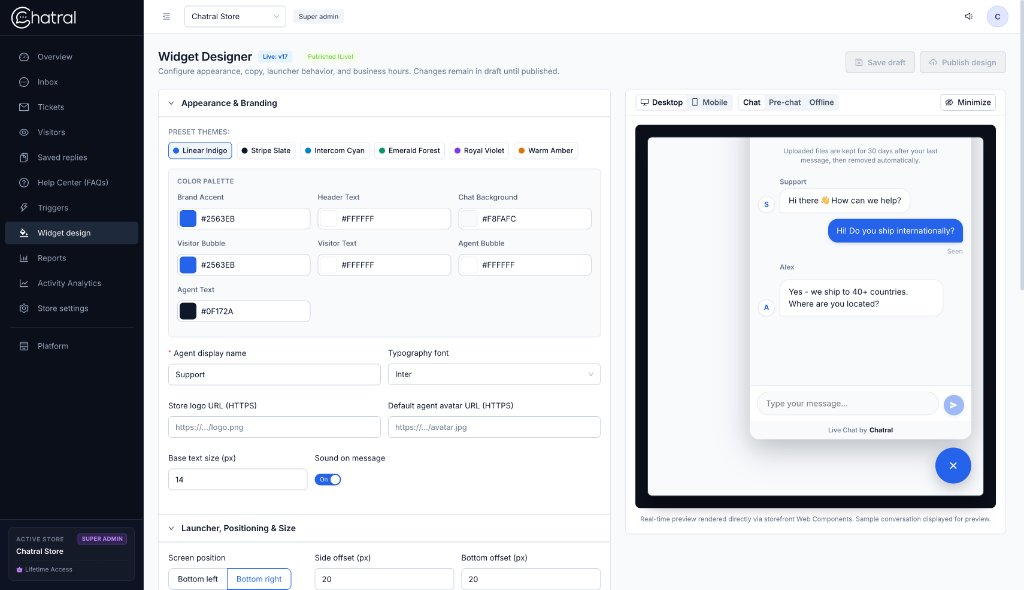 Chatral
Chatral Store
Super admin
C
Overview
Inbox
Tickets
Visitors
Saved replies
Help Center (FAQs)
Triggers
Widget design
Reports
Activity Analytics
Store settings
Platform
ACTIVE STORE
SUPER ADMIN
Chatral Store
Lifetime Access
Widget Designer
Live: v17
Published (Live)
Configure appearance, copy, launcher behavior, and business hours. Changes remain in draft until published.
Save draft
Publish design
Appearance & Branding
PRESET THEMES:
Linear Indigo
Stripe Slate
Intercom Cyan
Emerald Forest
Royal Violet
Warm Amber
COLOR PALETTE
Brand Accent
Header Text
Chat Background
#2563EB
#FFFFFF
#F8FAFC
Visitor Bubble
Visitor Text
Agent Bubble
#2563EB
#FFFFFF
#FFFFFF
Agent Text
#0F172A
* Agent display name
Typography font
Support
Inter
Store logo URL (HTTPS)
Default agent avatar URL (HTTPS)
https://.../logo.png
https://.../avatar.jpg
Base text size (px)
Sound on message
14
On
Launcher, Positioning & Size
Screen position
Side offset (px)
Bottom offset (px)
Bottom left
Bottom right
20
20
Desktop
Mobile
Chat
Pre-chat
Offline
Minimize
Uploaded files are kept for 30 days after your last
message, then removed automatically.
Support
S
Hi there 👋 How can we help?
Hi! Do you ship internationally?
Seen
Alex
A
Yes - we ship to 40+ countries.
Where are you located?
Type your message...
Live Chat by Chatral
Real-time preview rendered directly via storefront Web Components. Sample conversation displayed for preview.